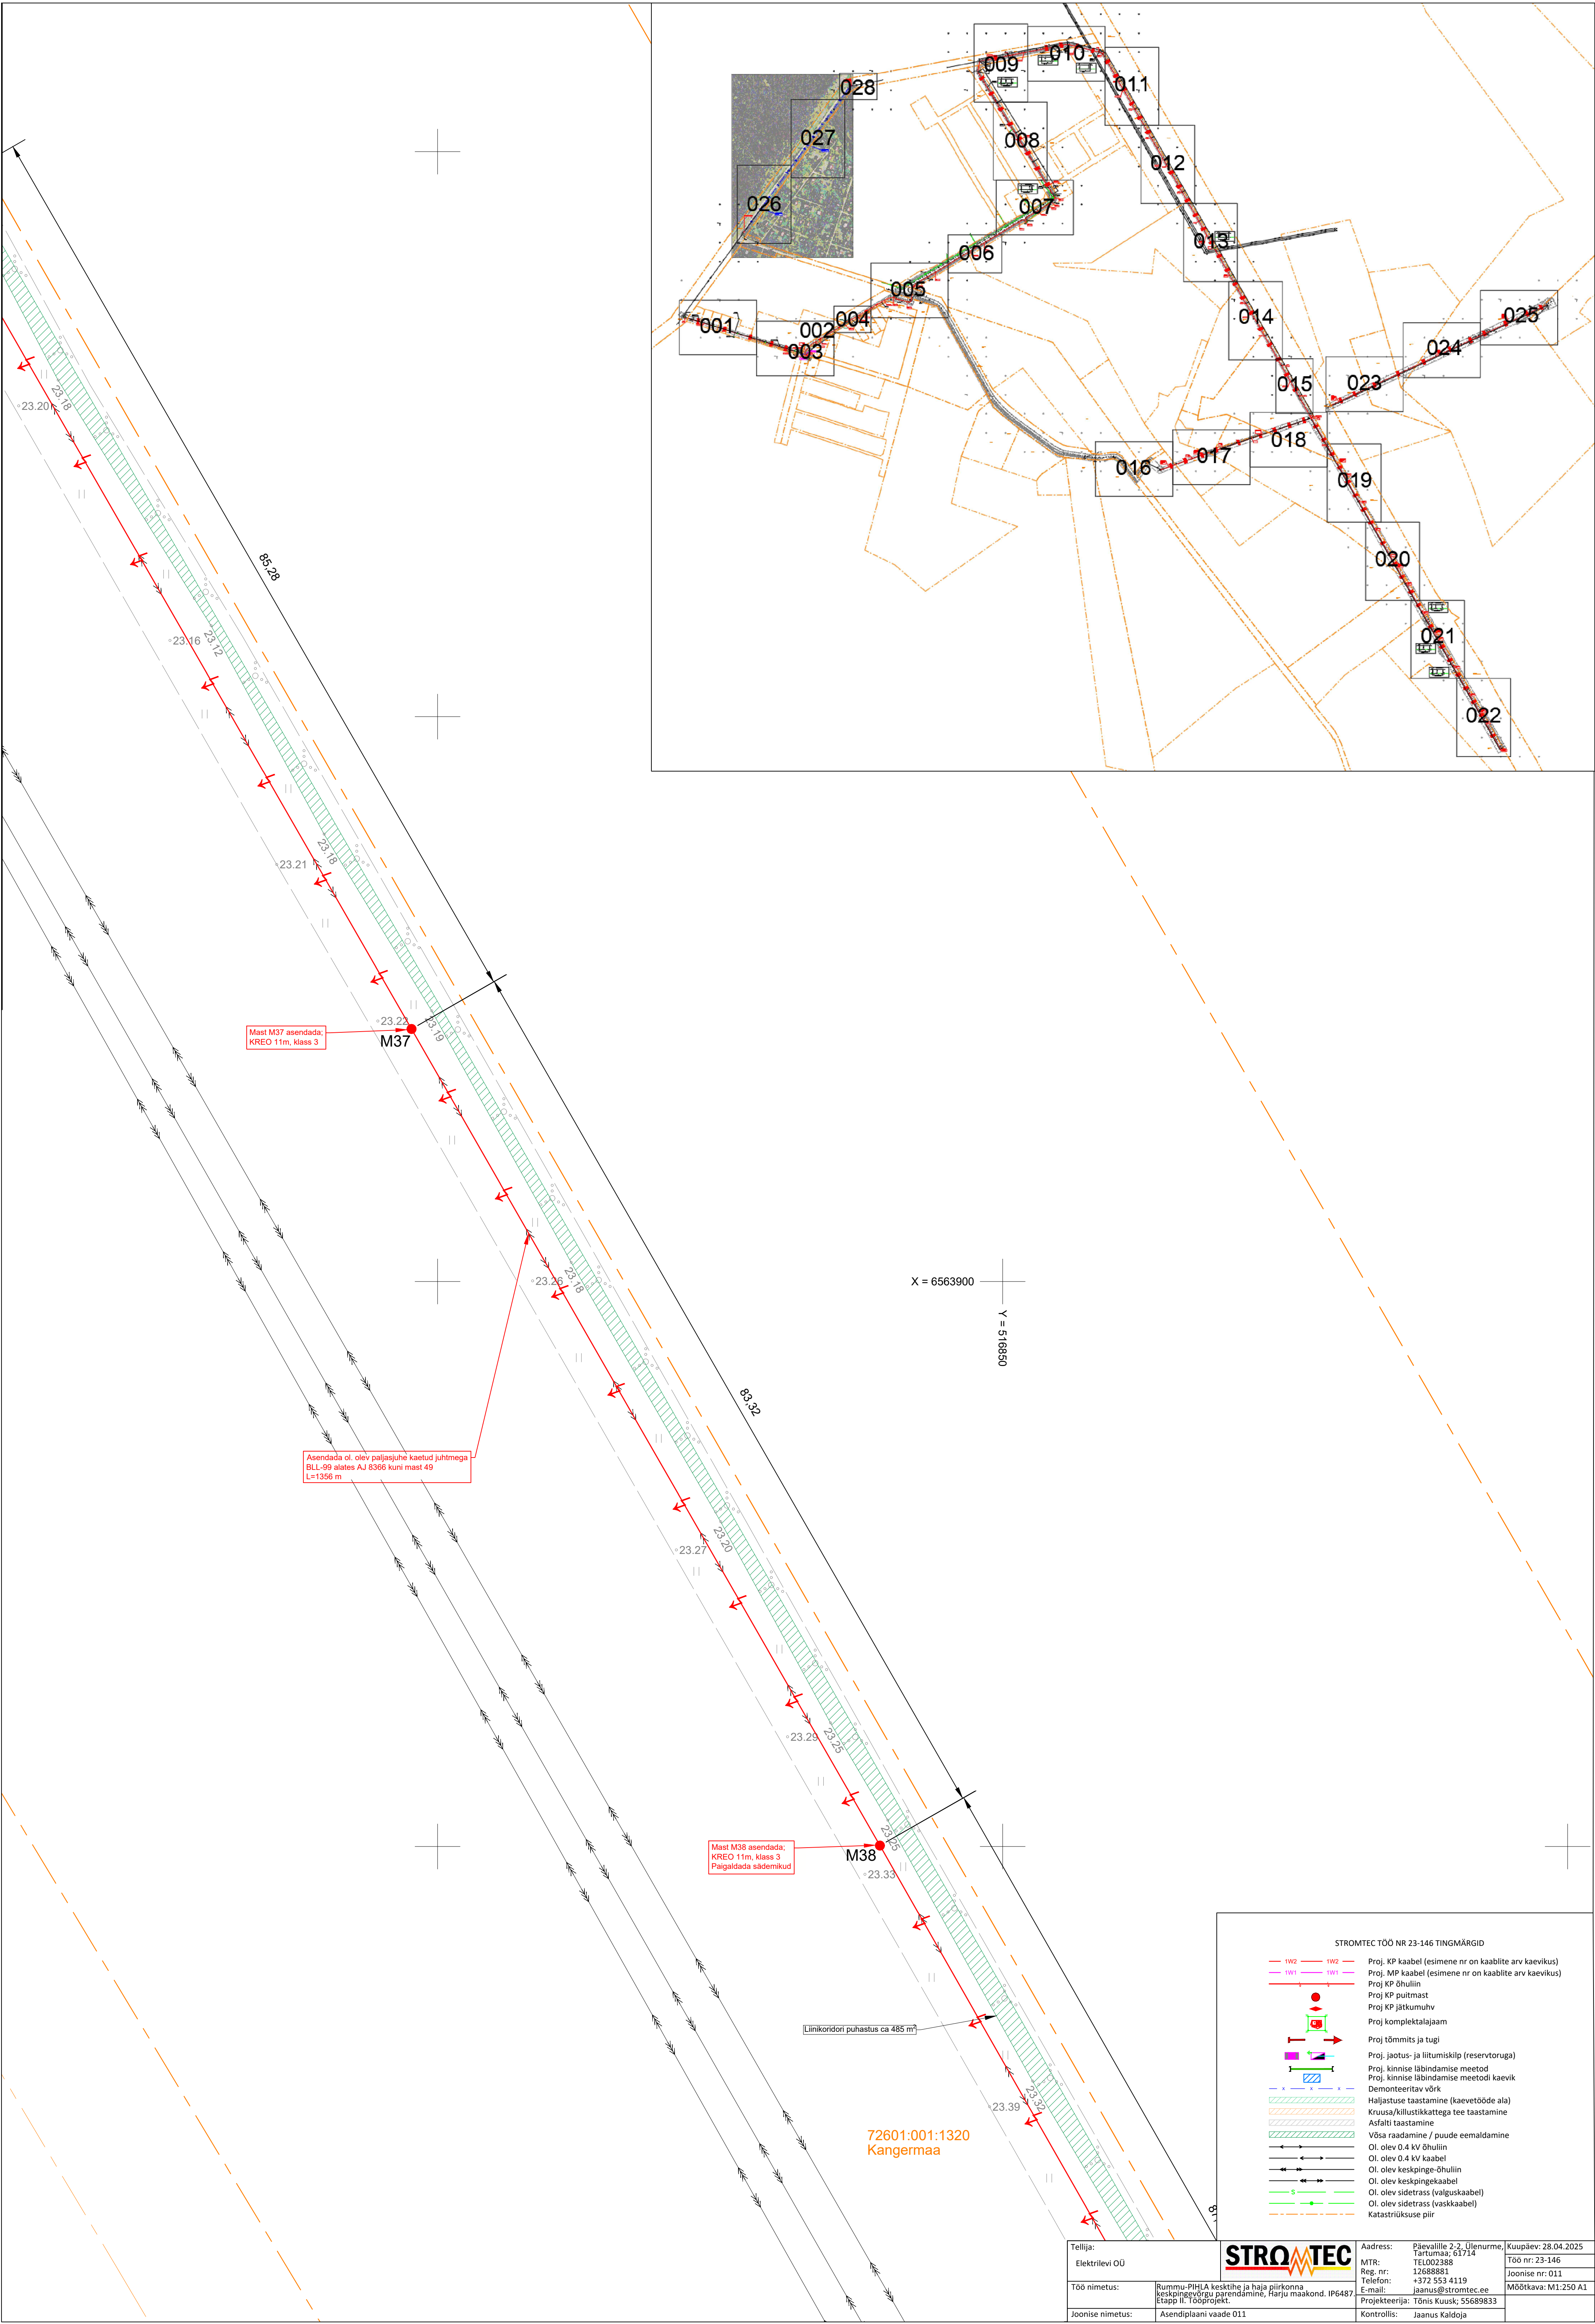 009
010
028
011
027
008
012
026
007
013
006
005
014
025
001
002
004
003
024
015
023
018
017
016
019
020
021
022
85,28
23.20
23.18
23.16
23.12
23.21
23.18
23.22
23.19
M37
Mast M37 asendada;
KREO 11m, klass 3
23.26
23.18
X = 6563900
Y = 516850
83,32
Asendada ol. olev paljasjuhe kaetud juhtmega
BLL-99 alates AJ 8366 kuni mast 49
L=1356 m
23.27
23.20
23.29
23.25
Mast M38 asendada;
KREO 11m, klass 3
Paigaldada sädemikud
M38
23.25
23.33
Liinikoridori puhastus ca 485 m²
23.39
23.32
72601:001:1320
Kangermaa
STROMTEC TÖÖ NR 23-146 TINGMÄRGID
1W2 1W2 Proj. KP kaabel (esimene nr on kaablite arv kaevikus)
1W1 1W1 Proj. MP kaabel (esimene nr on kaablite arv kaevikus)
Proj KP õhuliin
Proj KP puitmast
Proj KP jätkumuhv
Proj komplektalajaam
Proj tõmmits ja tugi
Proj. jaotus- ja liitumiskilp (reservtoruga)
Proj. kinnise läbindamise meetod
Proj. kinnise läbindamise meetodi kaevik
x x x Demonteeritav võrk
Haljastuse taastamine (kaevetööde ala)
Kruusa/killustikkattega tee taastamine
Asfalti taastamine
Võsa raadamine / puude eemaldamine
Ol. olev 0.4 kV õhuliin
Ol. olev 0.4 kV kaabel
Ol. olev keskpinge-õhuliin
Ol. olev keskpingekaabel
S Ol. olev sidetrass (valguskaabel)
Ol. olev sidetrass (vaskkaabel)
Katastriüksuse piir
Tellija:
Elektrilevi OÜ
STROMTEC
Aadress: Päevalille 2-2, Ülenurme,
Tartumaa; 61714
MTR: TEL002388
Reg. nr: 12688881
Telefon: +372 553 4119
E-mail: jaanus@stromtec.ee
Kuupäev: 28.04.2025
Töö nr: 23-146
Joonise nr: 011
Mõõtkava: M1:250 A1
Töö nimetus: Rummu-PIHLA kesktihe ja haja piirkonna
keskpingevõrgu parendamine, Harju maakond. IP6487.
Etapp II. Tööprojekt.
Projekteerija: Tõnis Kuusk; 55689833
Joonise nimetus: Asendiplaani vaade 011
Kontrollis: Jaanus Kaldoja